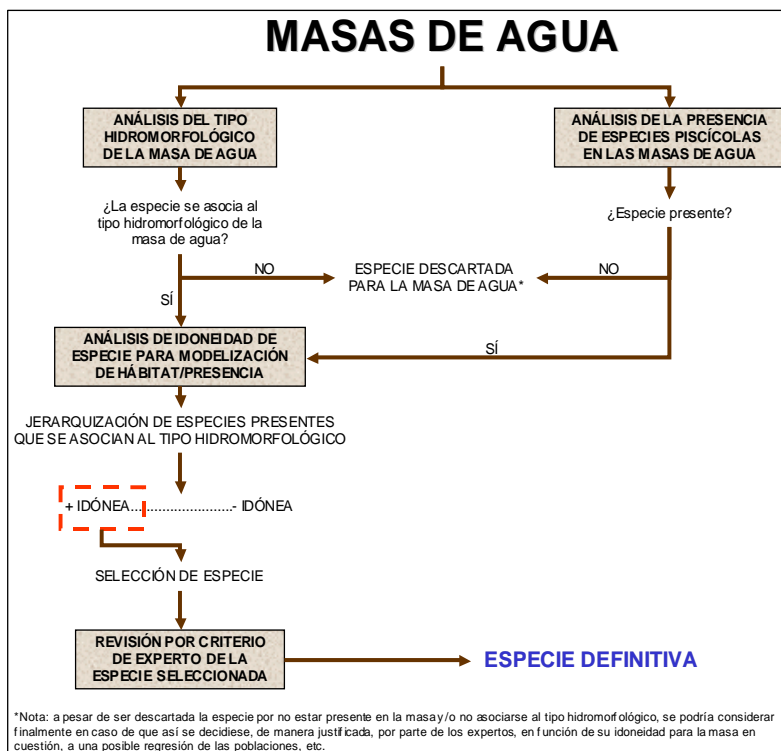 MASAS DE AGUA
ANÁLISIS DEL TIPO
HIDROMORFOLÓGICO
DE LA MASA DE AGUA
ANÁLISIS DE LA PRESENCIA
DE ESPECIES PISCÍCOLAS
EN LAS MASAS DE AGUA
¿La especie se asocia al
tipo hidromorfológico de la
masa de agua?
¿Especie presente?
NO
ESPECIE DESCARTADA
PARA LA MASA DE AGUA*
NO
SÍ
ANÁLISIS DE IDONEIDAD DE
ESPECIE PARA MODELIZACIÓN
DE HÁBITAT/PRESENCIA
SÍ
JERARQUIZACIÓN DE ESPECIES PRESENTES
QUE SE ASOCIAN AL TIPO HIDROMORFOLÓGICO
+ IDÓNEA..........................- IDÓNEA
SELECCIÓN DE ESPECIE
REVISIÓN POR CRITERIO
DE EXPERTO DE LA
ESPECIE SELECCIONADA
ESPECIE DEFINITIVA
*Nota: a pesar de ser descartada la especie por no estar presente en la masa y/o no asociarse al tipo hidromorfológico, se podría considerar
finalmente en caso de que así se decidiese, de manera justificada, por parte de los expertos, en función de su idoneidad para la masa en
cuestión, a una posible regresión de las poblaciones, etc.